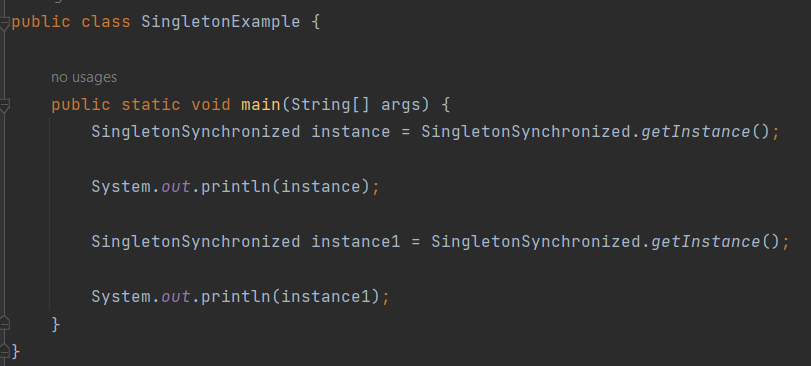 public class SingletonExample {
no usages
public static void main(String[] args) {
SingletonSynchronized instance = SingletonSynchronized.getInstance();
System.out.println(instance);
SingletonSynchronized instance1 = SingletonSynchronized.getInstance();
System.out.println(instance1);
}
}